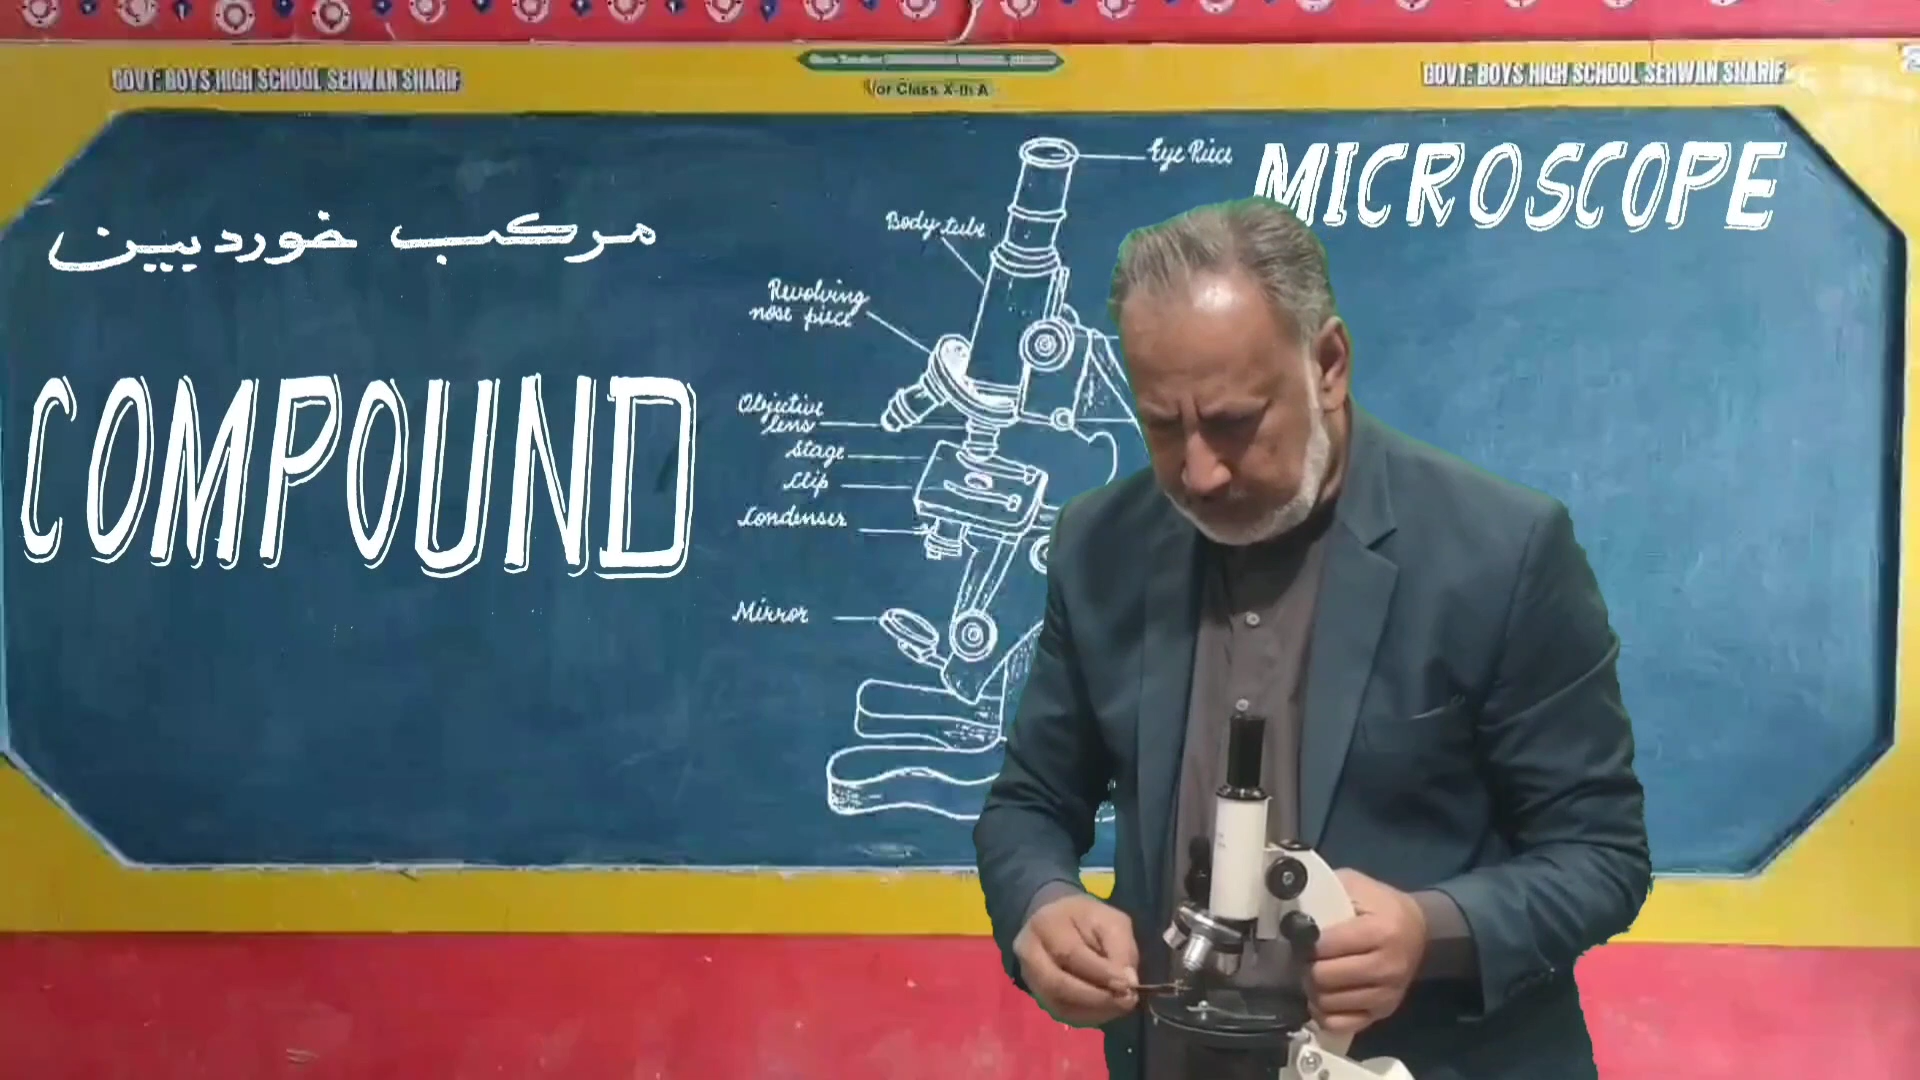 GOVT: BOYS HIGH SCHOOL SEHWAN SHARIF
GOVT: BOYS HIGH SCHOOL SEHWAN SHARIF
for Class X-th A
MICROSCOPE
مرکب خوردبین
COMPOUND
Eye Piece
Body tube
Revolving
nose piece
Objective
lens
Stage
Clip
Condenser
Mirror